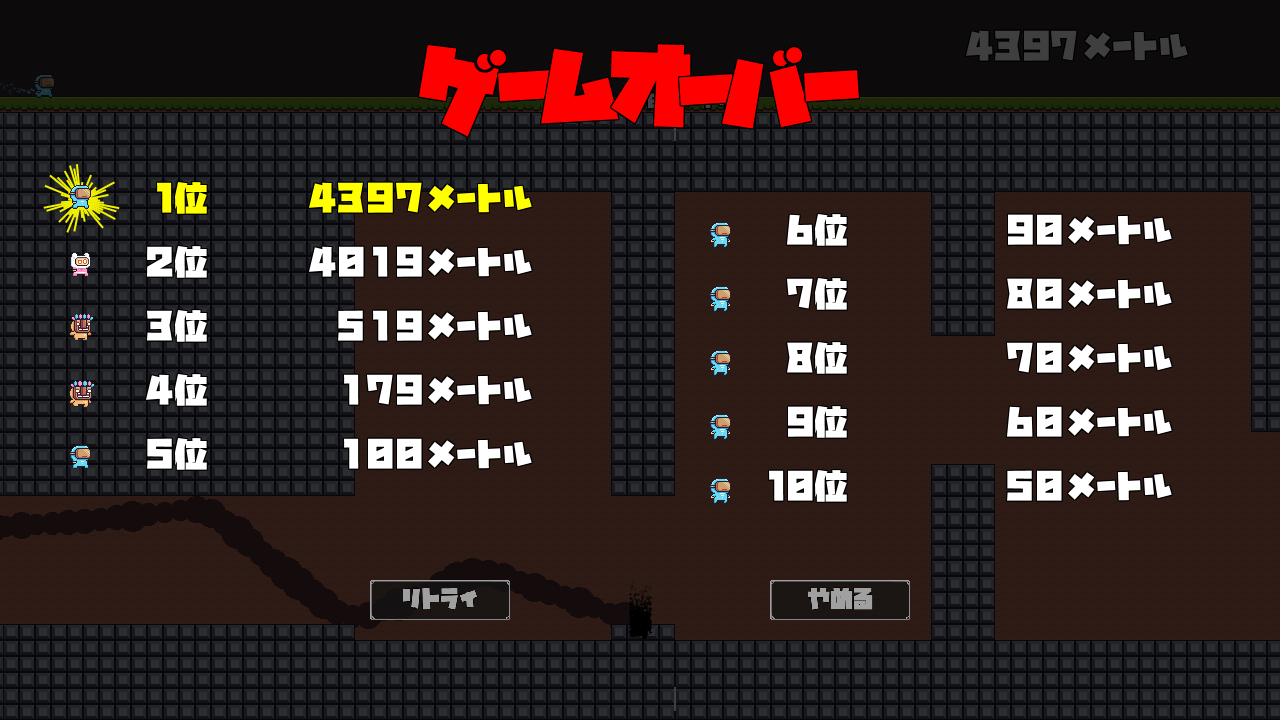 4397メートル
ゲームオーバー
1位 4397メートル
2位 4019メートル
3位 519メートル
4位 179メートル
5位 100メートル
6位 90メートル
7位 80メートル
8位 70メートル
9位 60メートル
10位 50メートル
リトライ
やめる